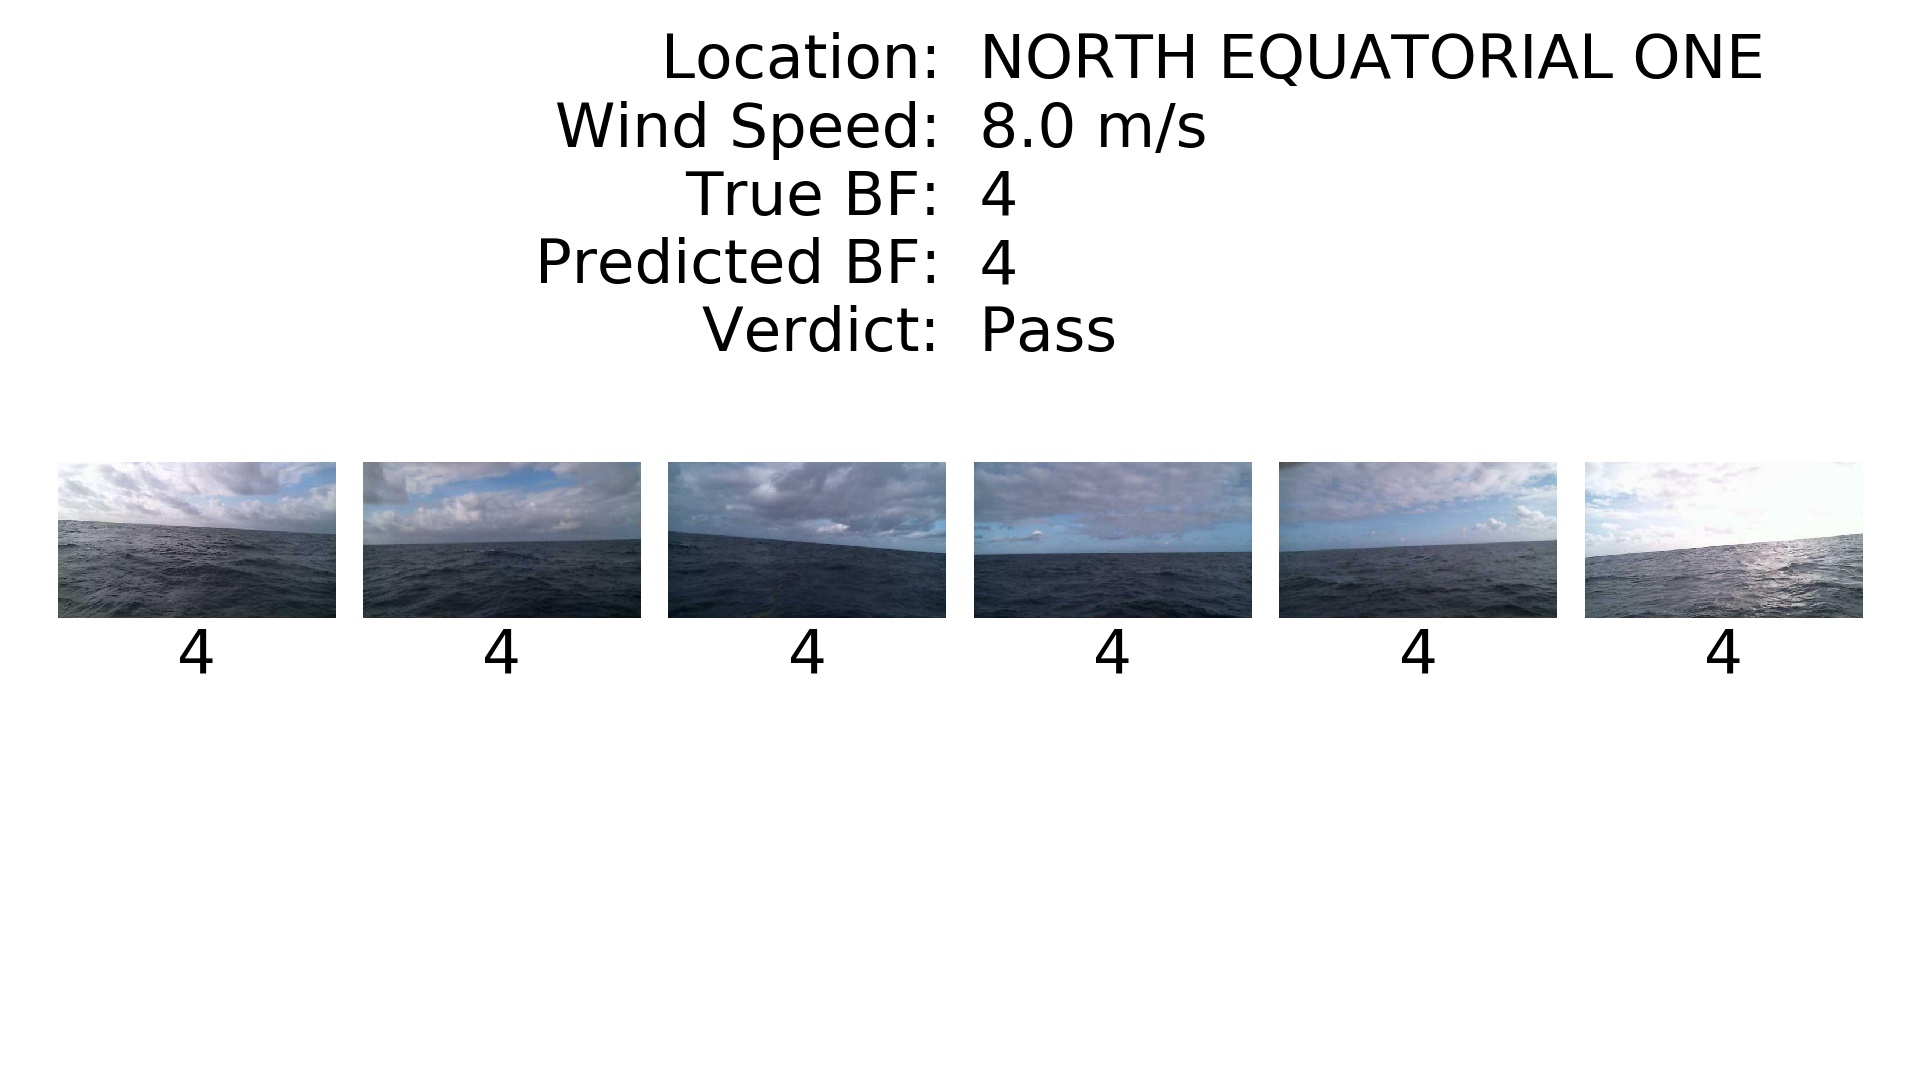 Location: NORTH EQUATORIAL ONE
Wind Speed: 8.0 m/s
True BF: 4
Predicted BF: 4
Verdict: Pass
4 4 4 4 4 4